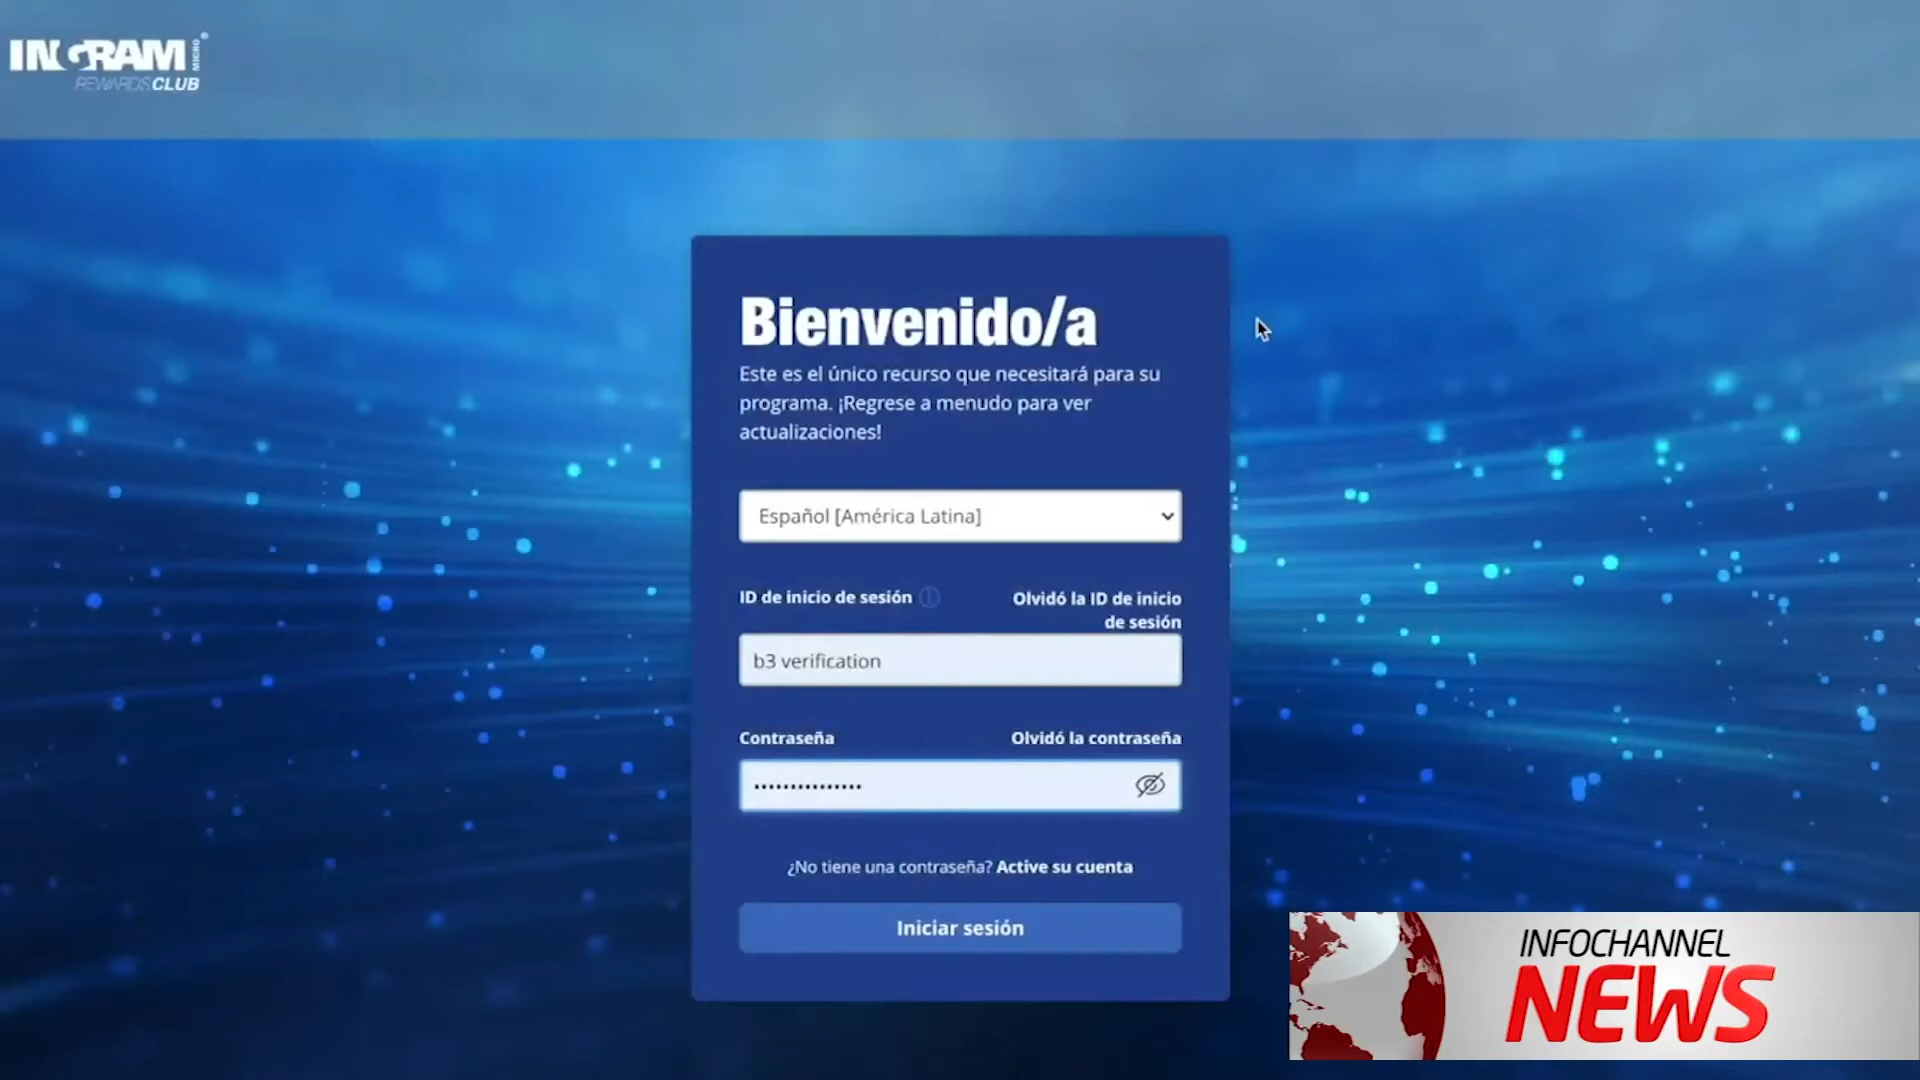 INGRAM MICRO
REWARDS CLUB
Bienvenido/a
Este es el único recurso que necesitará para su
programa. ¡Regrese a menudo para ver
actualizaciones!
Español [América Latina]
ID de inicio de sesión
Olvidó la ID de inicio
de sesión
b3 verification
Contraseña
Olvidó la contraseña
•••••••••••••••
¿No tiene una contraseña? Active su cuenta
Iniciar sesión
INFOCHANNEL
NEWS